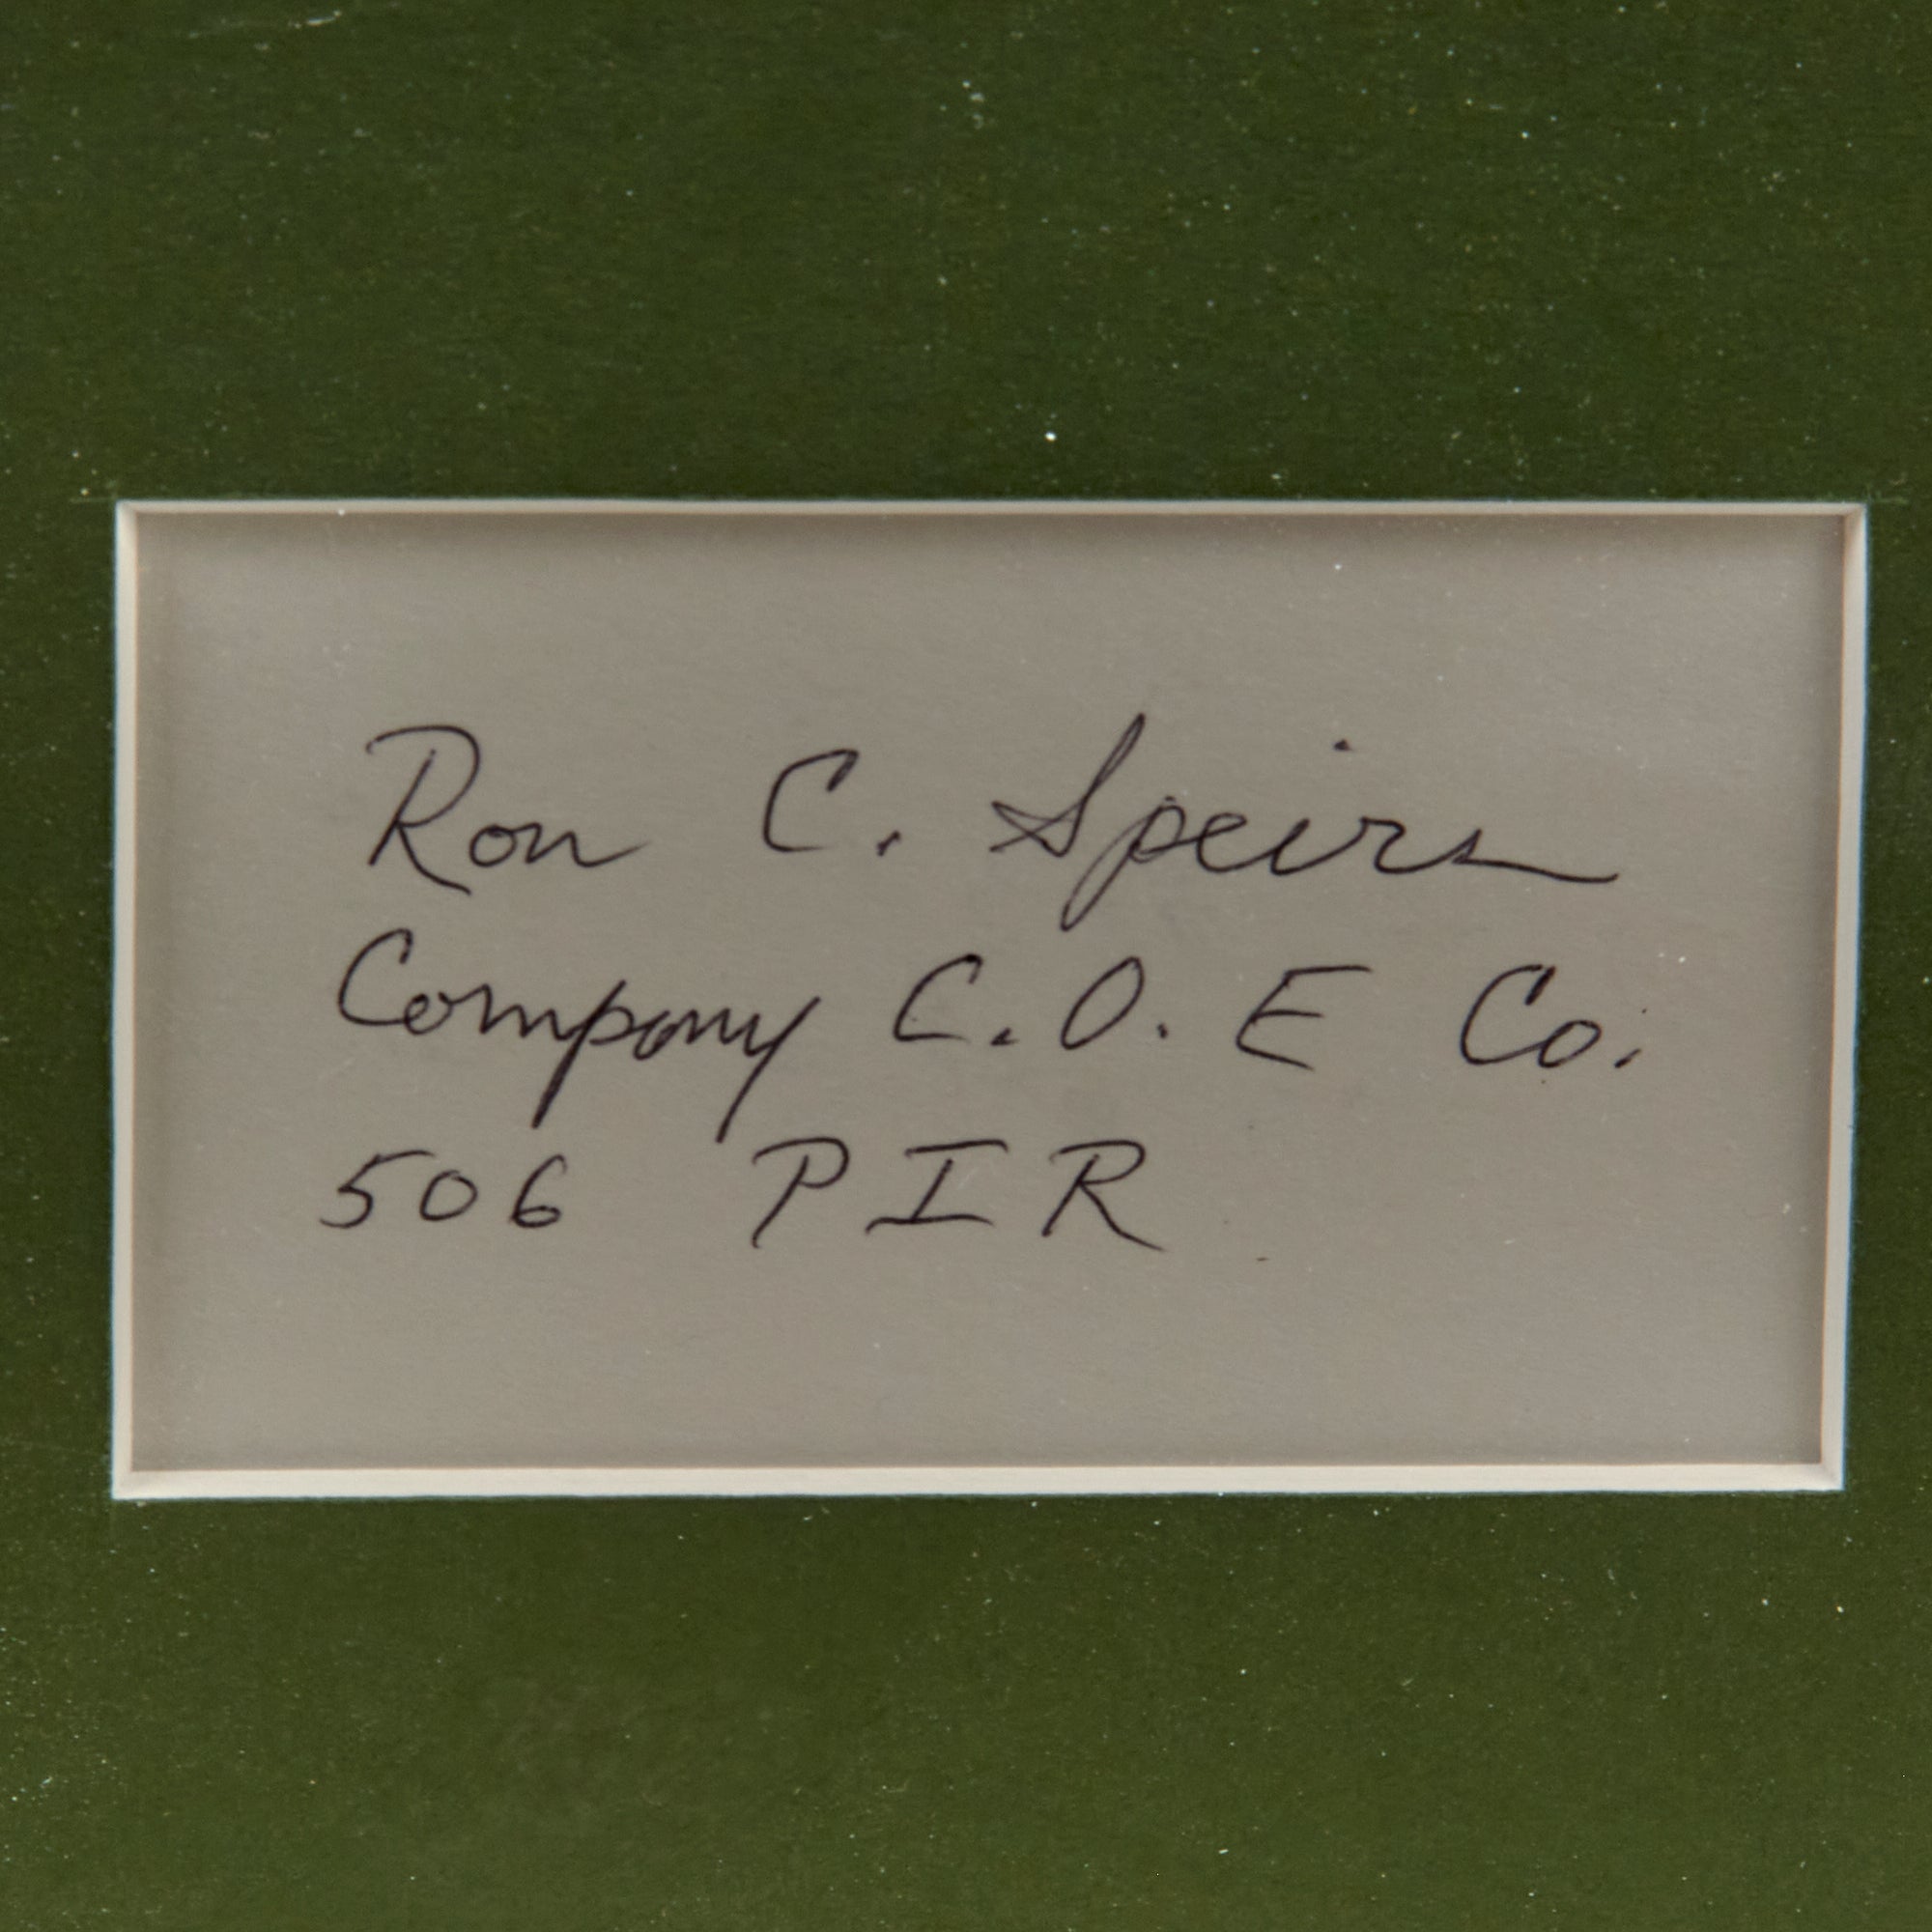 Ron C. Speirs
Company C.O. E Co.
506 PIR